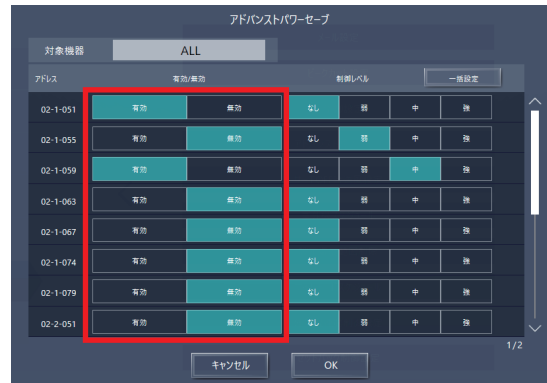 アドバンストパワーセーブ
対象機器 ALL
アドレス 有効/無効 制御レベル 一括設定
02-1-051 有効 無効 なし 弱 中 強
02-1-055 有効 無効 なし 弱 中 強
02-1-059 有効 無効 なし 弱 中 強
02-1-063 有効 無効 なし 弱 中 強
02-1-067 有効 無効 なし 弱 中 強
02-1-074 有効 無効 なし 弱 中 強
02-1-079 有効 無効 なし 弱 中 強
02-2-051 有効 無効 なし 弱 中 強
1/2
キャンセル OK